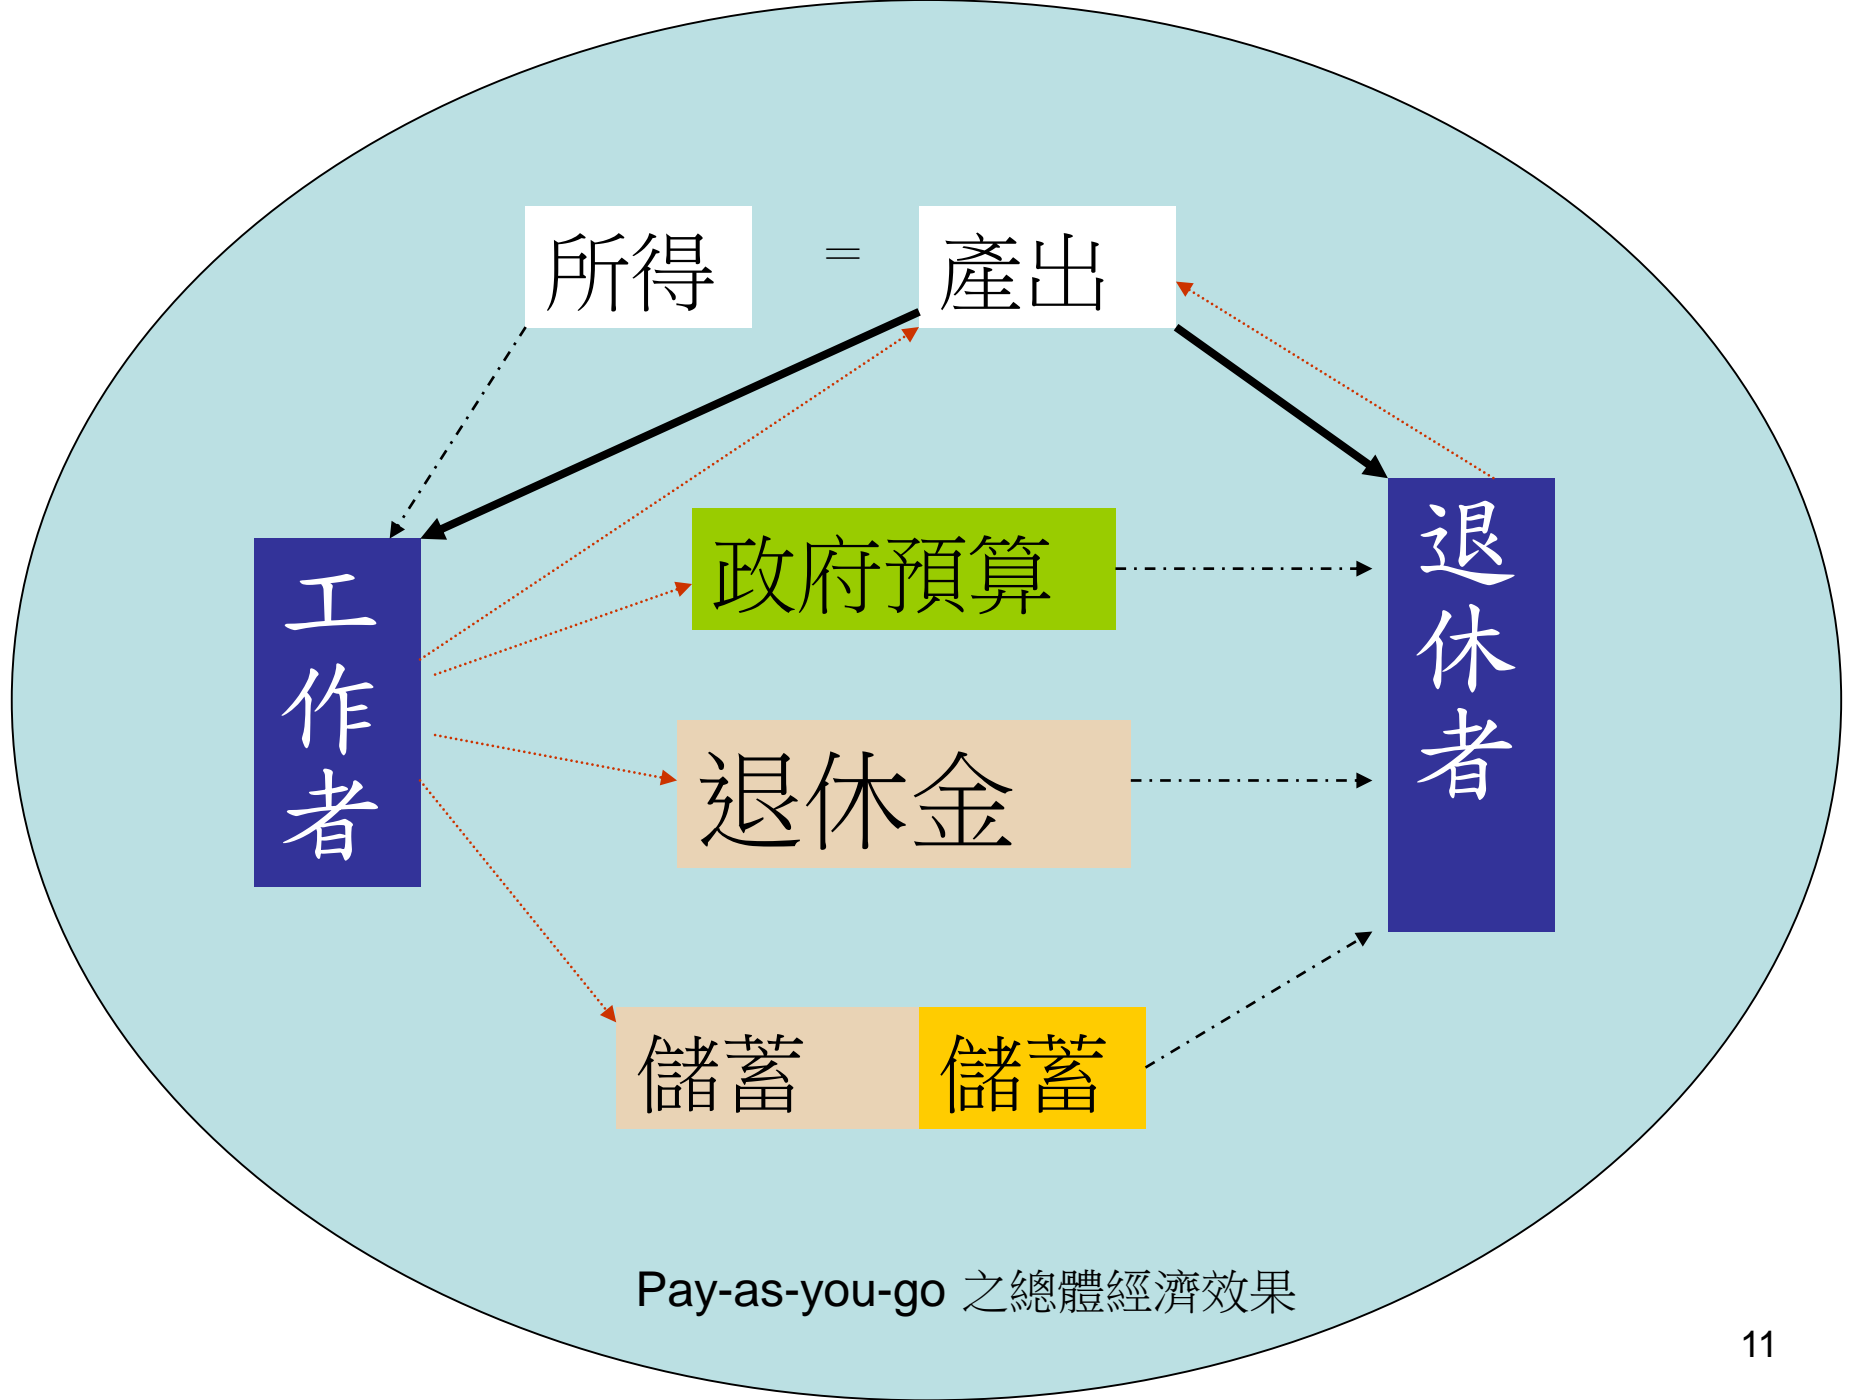 所得 = 產出
政府預算
工作者
退休者
退休金
儲蓄 儲蓄
Pay-as-you-go 之總體經濟效果
11